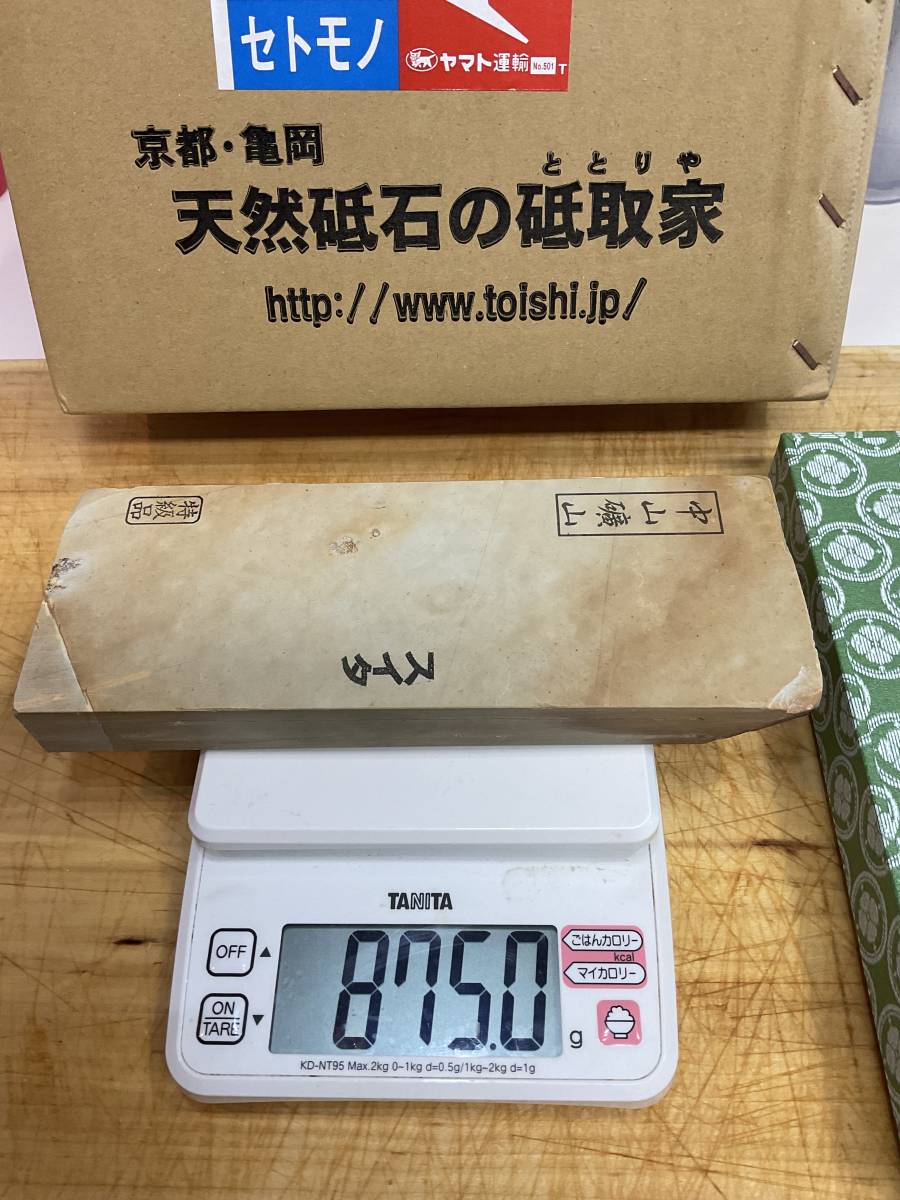 セトモノ
ヤマト運輸 No.501 T
京都・亀岡
ととりや
天然砥石の砥取家
http://www.toishi.jp/
特級品
中山礦山
スイタ
TANITA
OFF
ON
TARE
875.0 g
ごはんカロリー
kcal
マイカロリー
KD-NT95 Max.2kg 0~1kg d=0.5g/1kg~2kg d=1g